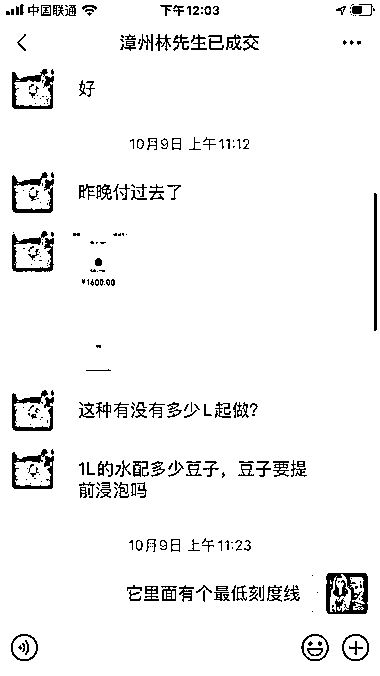 中国联通
下午12:03
漳州林先生已成交
好
10月9日 上午11:12
昨晚付过去了
¥1600.00
这种有没有多少L起做?
1L的水配多少豆子，豆子要提
前浸泡吗
10月9日 上午11:23
它里面有个最低刻度线